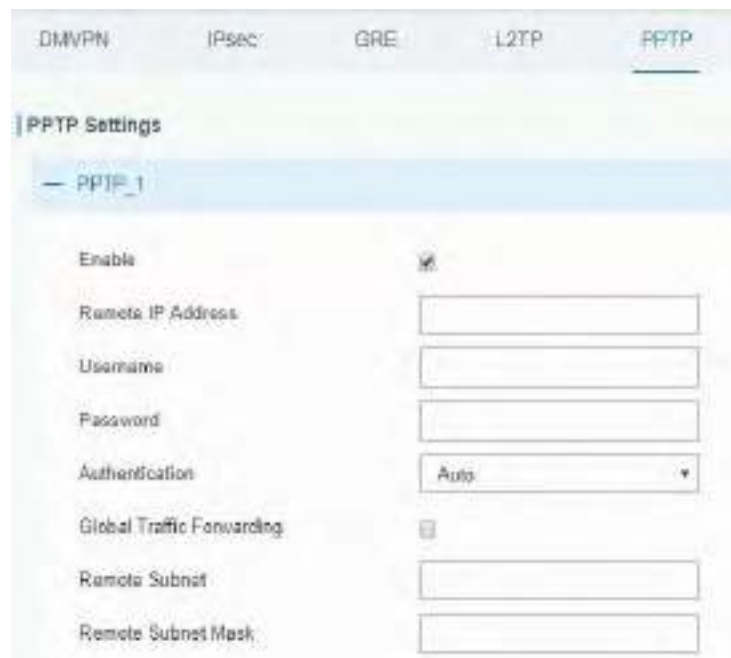 DMVPN IPsec GRE L2TP PPTP
PPTP Settings
— PPTP_1
Enable
Remote IP Address
Username
Password
Authentication Auto
Global Traffic Forwarding
Remote Subnet
Remote Subnet Mask